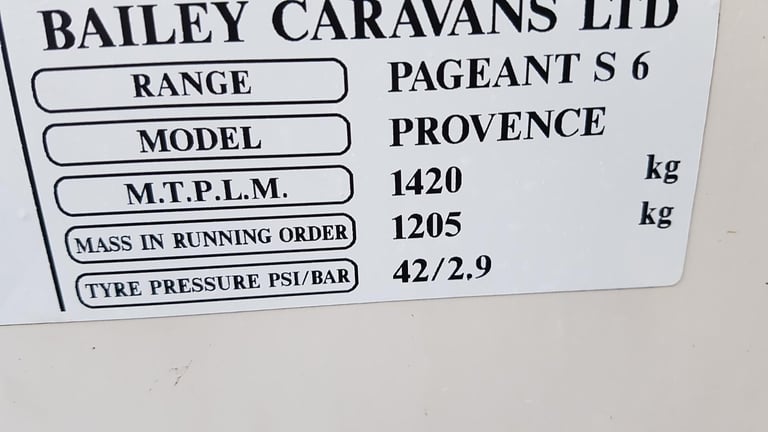 BAILEY CARAVANS LTD
RANGE PAGEANT S 6
MODEL PROVENCE
M.T.P.L.M. 1420 kg
MASS IN RUNNING ORDER 1205 kg
TYRE PRESSURE PSI/BAR 42/2.9